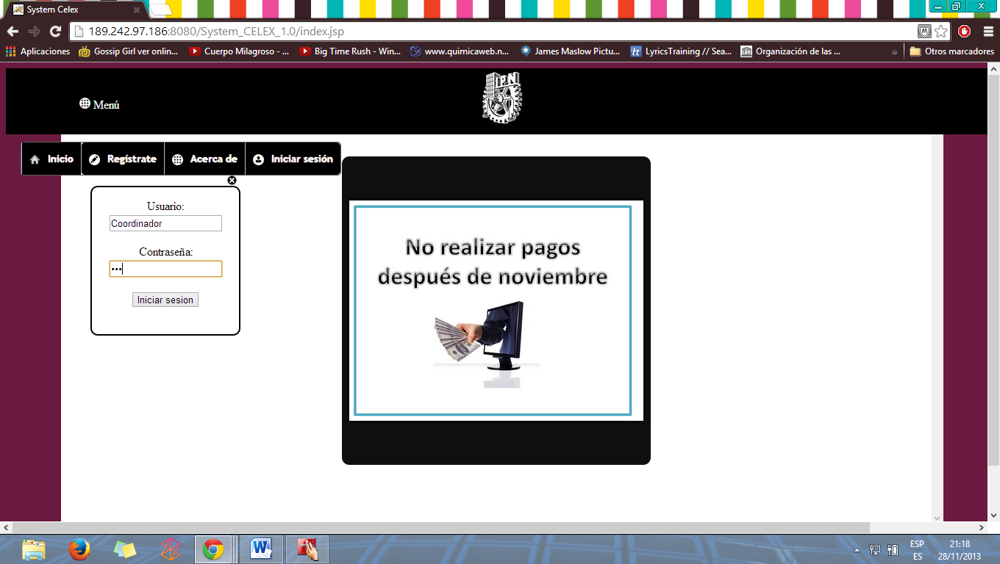 System Celex
189.242.97.186:8080/System_CELEX_1.0/index.jsp
Aplicaciones
Gossip Girl ver onlin...
Cuerpo Milagroso - ...
Big Time Rush - Win...
www.quimicaweb.n...
James Maslow Pictu...
LyricsTraining // Sea...
Organización de las ...
»
Otros marcadores
Menú
IPN
Inicio
Regístrate
Acerca de
Iniciar sesión
Usuario:
Coordinador
Contraseña:
•••
Iniciar sesion
No realizar pagos
después de noviembre
ESP
ES
21:18
28/11/2013